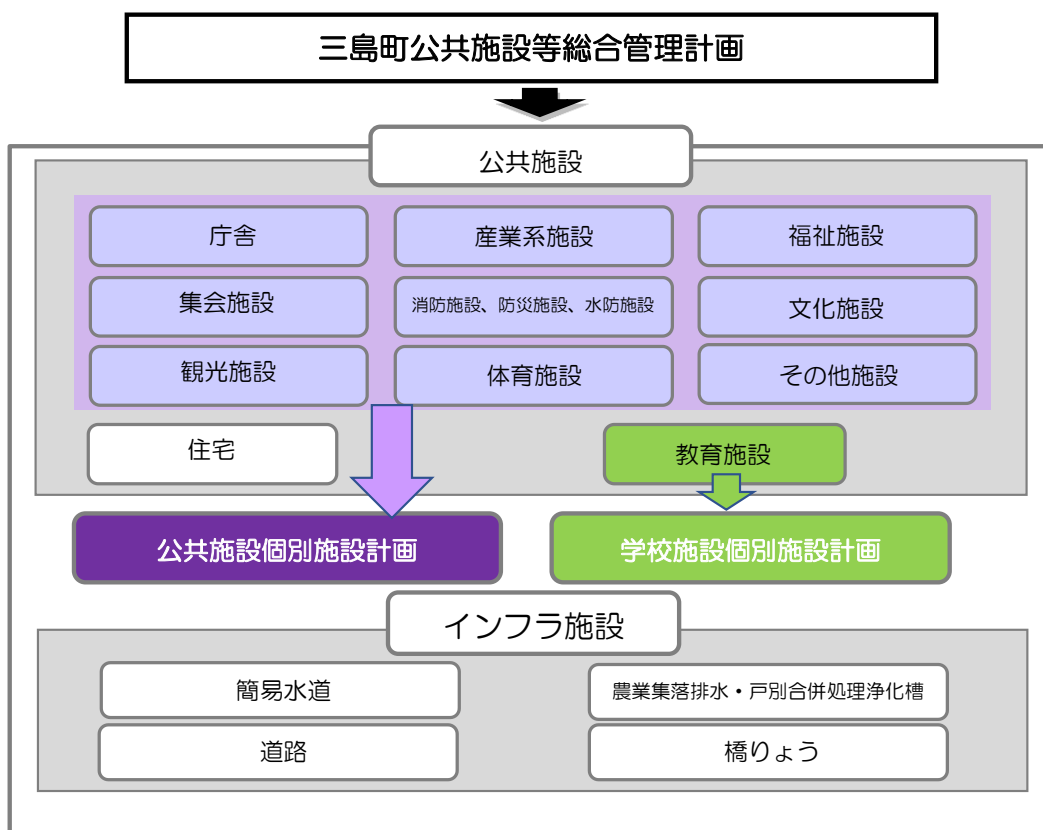 三島町公共施設等総合管理計画
公共施設
庁舎
産業系施設
福祉施設
集会施設
消防施設、防災施設、水防施設
文化施設
観光施設
体育施設
その他施設
住宅
教育施設
公共施設個別施設計画
学校施設個別施設計画
インフラ施設
簡易水道
農業集落排水・戸別合併処理浄化槽
道路
橋りょう